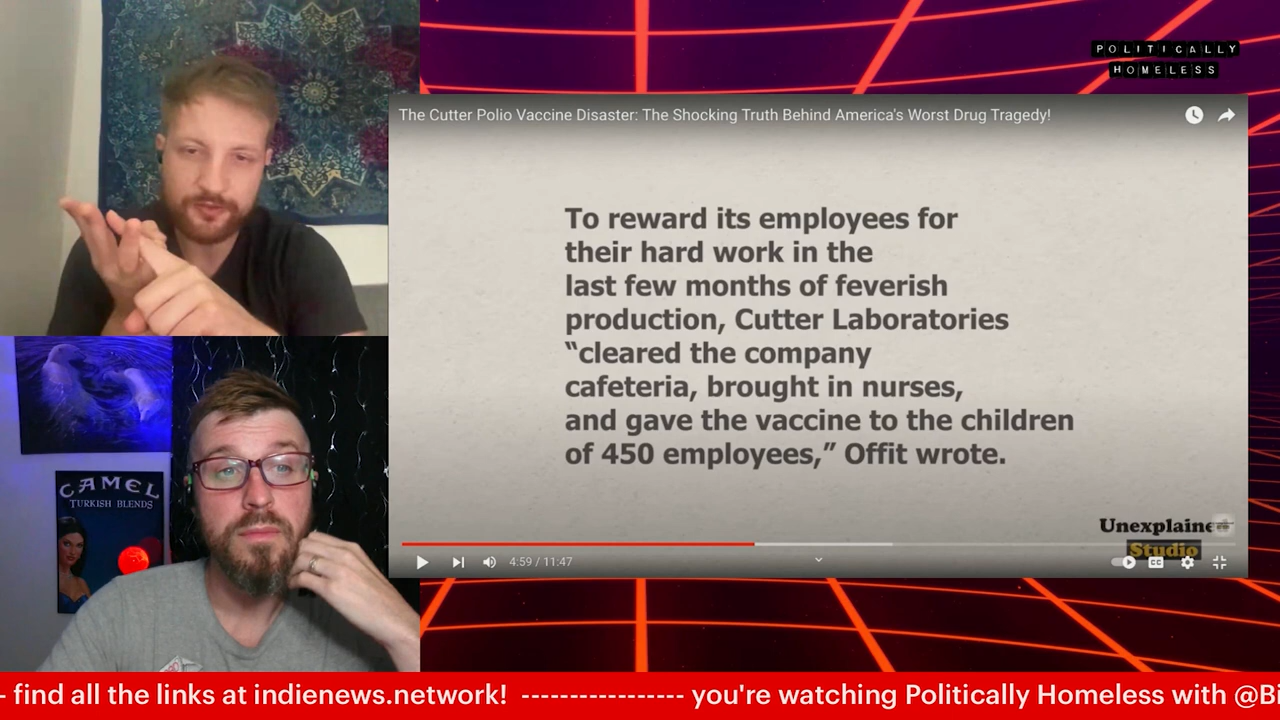 POLITICALLY
HOMELESS
The Cutter Polio Vaccine Disaster: The Shocking Truth Behind America's Worst Drug Tragedy!
To reward its employees for
their hard work in the
last few months of feverish
production, Cutter Laboratories
“cleared the company
cafeteria, brought in nurses,
and gave the vaccine to the children
of 450 employees,” Offit wrote.
Unexplaine
Studio
4:59 / 11:47
CC
CAMEL
TURKISH BLENDS
- find all the links at indienews.network! ----------------- you're watching Politically Homeless with @Bi